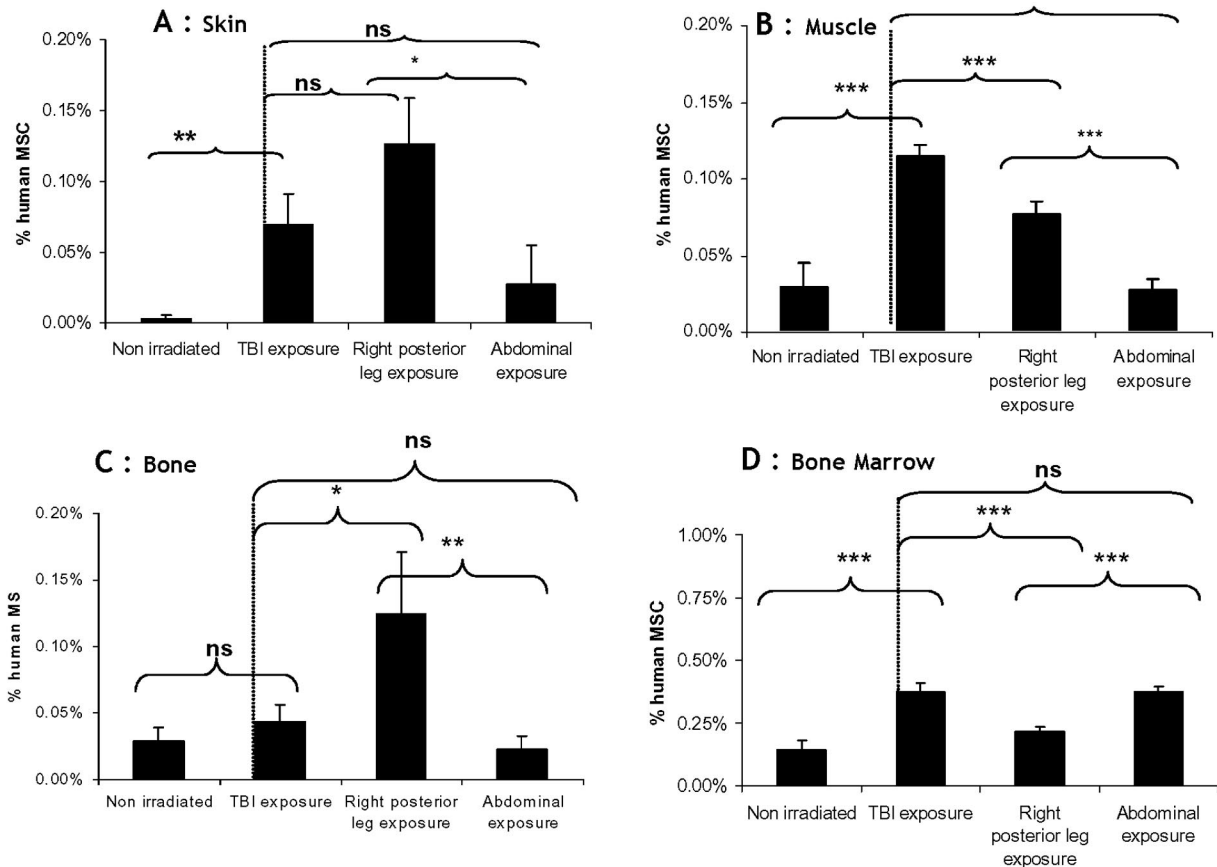 A : Skin
ns
0.20%
*
ns
0.15%
**
0.10%
0.05%
0.00%
% human MSC
Non irradiated
TBI exposure
Right posterior
leg exposure
Abdominal
exposure
B : Muscle
0.20%
***
***
0.15%
***
0.10%
0.05%
0.00%
% human MSC
Non irradiated
TBI exposure
Right
posterior leg
exposure
Abdominal
exposure
C : Bone
ns
0.20%
*
**
0.15%
0.10%
ns
0.05%
0.00%
% human MS
Non irradiated
TBI exposure
Right posterior
leg exposure
Abdominal
exposure
D : Bone Marrow
ns
***
1.00%
***
***
0.75%
0.50%
0.25%
0.00%
% human MSC
Non irradiated
TBI exposure
Right
posterior leg
exposure
Abdominal
exposure